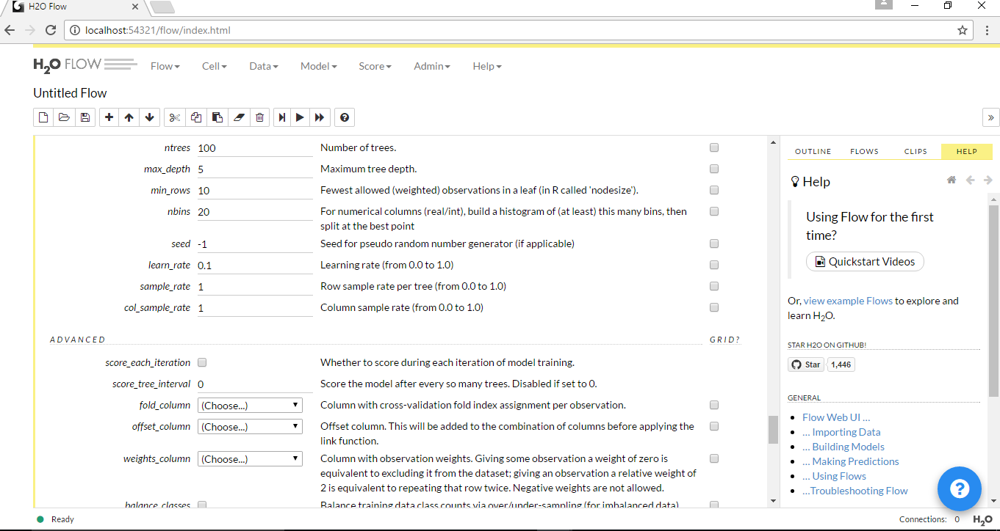 H2O Flow
localhost:54321/flow/index.html
H2O FLOW Flow Cell Data Model Score Admin Help
Untitled Flow
ntrees 100 Number of trees.
max_depth 5 Maximum tree depth.
min_rows 10 Fewest allowed (weighted) observations in a leaf (in R called 'nodesize').
nbins 20 For numerical columns (real/int), build a histogram of (at least) this many bins, then
split at the best point
seed -1 Seed for pseudo random number generator (if applicable)
learn_rate 0.1 Learning rate (from 0.0 to 1.0)
sample_rate 1 Row sample rate per tree (from 0.0 to 1.0)
col_sample_rate 1 Column sample rate (from 0.0 to 1.0)
ADVANCED GRID?
score_each_iteration Whether to score during each iteration of model training.
score_tree_interval 0 Score the model after every so many trees. Disabled if set to 0.
fold_column (Choose...) Column with cross-validation fold index assignment per observation.
offset_column (Choose...) Offset column. This will be added to the combination of columns before applying the
link function.
weights_column (Choose...) Column with observation weights. Giving some observation a weight of zero is
equivalent to excluding it from the dataset; giving an observation a relative weight of
2 is equivalent to repeating that row twice. Negative weights are not allowed.
balance_classes Balance training data class counts via over/under-sampling (for imbalanced data)
OUTLINE FLOWS CLIPS HELP
Help
Using Flow for the first
time?
Quickstart Videos
Or, view example Flows to explore and
learn H2O.
STAR H2O ON GITHUB!
Star 1,446
GENERAL
Flow Web UI ...
... Importing Data
... Building Models
... Making Predictions
... Using Flows
...Troubleshooting Flow
Ready Connections: 0 H2O